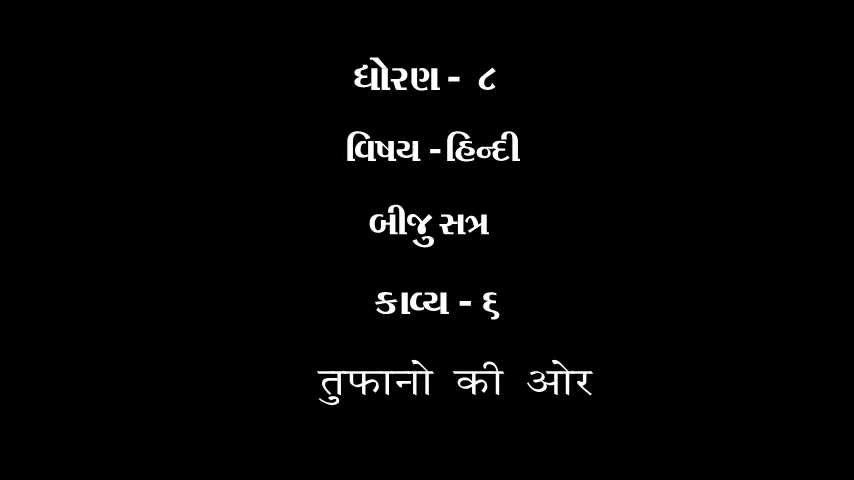 ધોરણ - ૮
વિષય - હિન્દી
બીજુ સત્ર
કાવ્ય - ૬
तुफानो की ओर